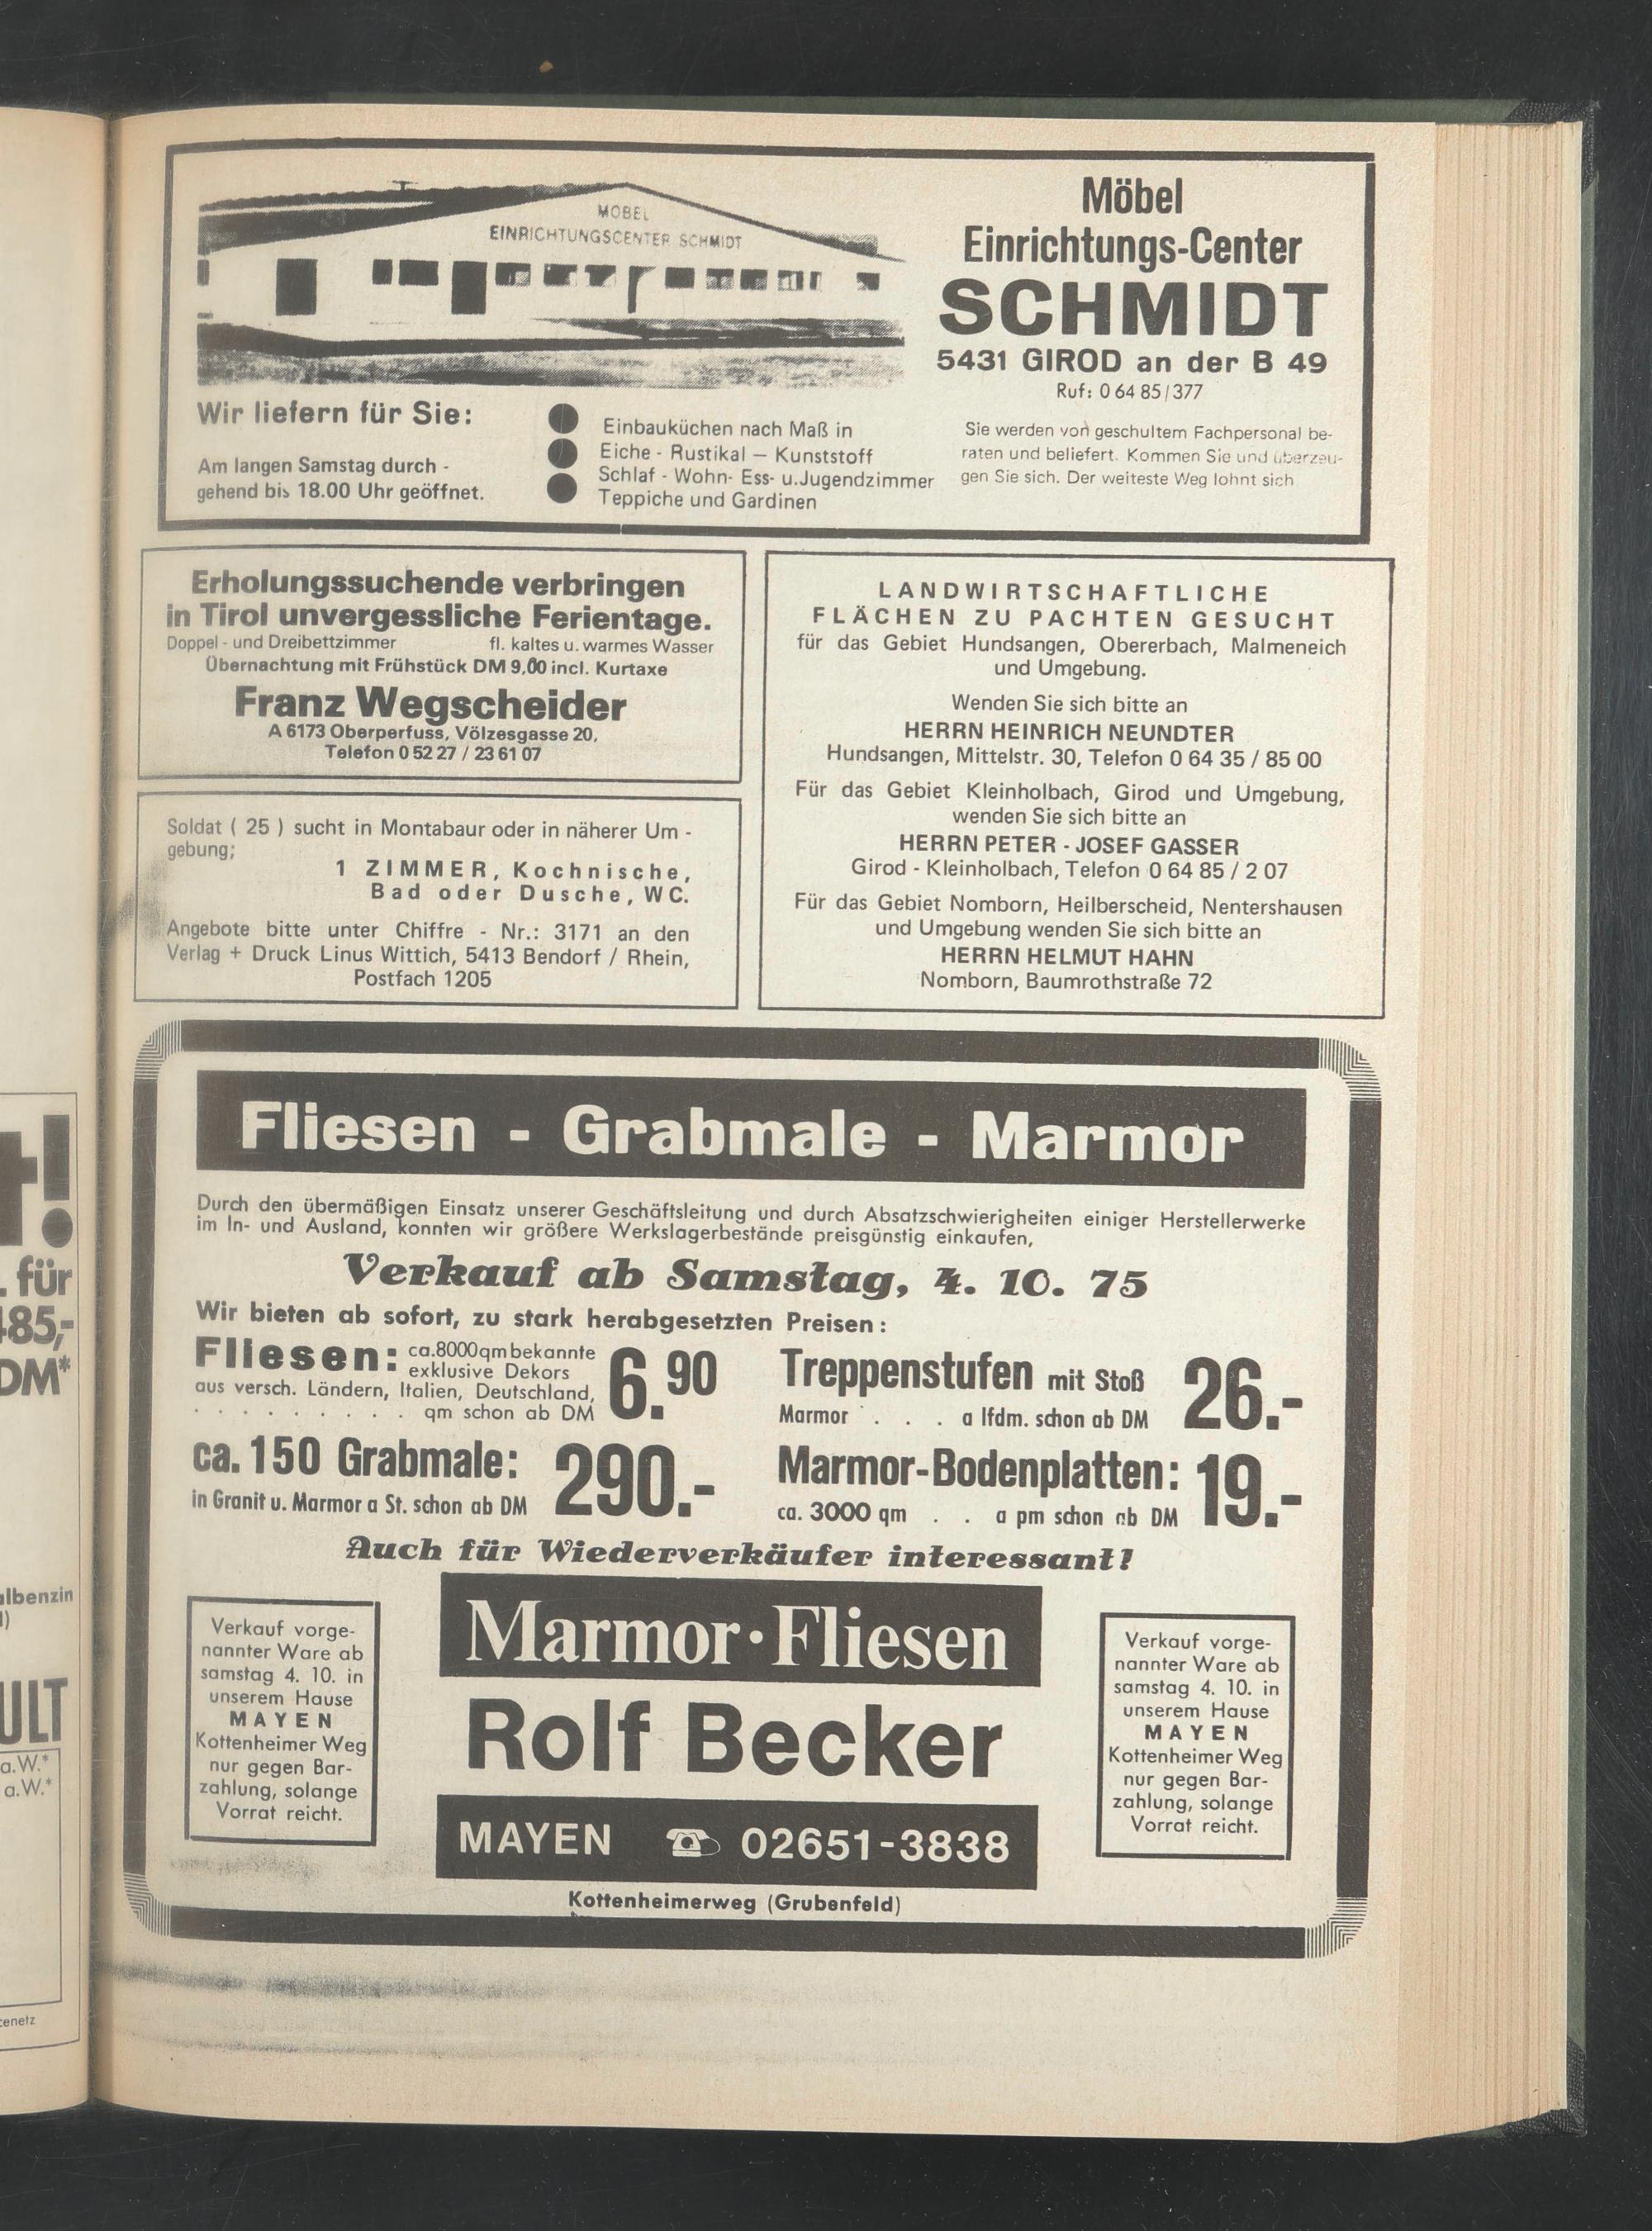 MÖBEL
EINRICHTUNGSCENTER SCHMIDT
Möbel
Einrichtungs-Center
SCHMIDT
5431 GIROD an der B 49
Ruf: 0 64 85/377
Wir liefern für Sie:
Am langen Samstag durch -
gehend bis 18.00 Uhr geöffnet.
Einbauküchen nach Maß in
Eiche - Rustikal — Kunststoff
Schlaf - Wohn- Ess- u.Jugendzimmer
Teppiche und Gardinen
Sie werden von geschultem Fachpersonal be-
raten und beliefert. Kommen Sie und überzeu-
gen Sie sich. Der weiteste Weg lohnt sich
Erholungssuchende verbringen
in Tirol unvergessliche Ferientage.
Doppel - und Dreibettzimmer fl. kaltes u. warmes Wasser
Übernachtung mit Frühstück DM 9,00 incl. Kurtaxe
Franz Wegscheider
A 6173 Oberperfuss, Völzesgasse 20,
Telefon 0 52 27 / 23 61 07
Soldat ( 25 ) sucht in Montabaur oder in näherer Um -
gebung;
1 ZIMMER, Kochnische,
Bad oder Dusche, WC.
Angebote bitte unter Chiffre - Nr.: 3171 an den
Verlag + Druck Linus Wittich, 5413 Bendorf / Rhein,
Postfach 1205
LANDWIRTSCHAFTLICHE
FLÄCHEN ZU PACHTEN GESUCHT
für das Gebiet Hundsangen, Obererbach, Malmeneich
und Umgebung.
Wenden Sie sich bitte an
HERRN HEINRICH NEUNDTER
Hundsangen, Mittelstr. 30, Telefon 0 64 35 / 85 00
Für das Gebiet Kleinholbach, Girod und Umgebung,
wenden Sie sich bitte an
HERRN PETER - JOSEF GASSER
Girod - Kleinholbach, Telefon 0 64 85 / 2 07
Für das Gebiet Nomborn, Heilberscheid, Nentershausen
und Umgebung wenden Sie sich bitte an
HERRN HELMUT HAHN
Nomborn, Baumrothstraße 72
Fliesen - Grabmale - Marmor
Durch den übermäßigen Einsatz unserer Geschäftsleitung und durch Absatzschwierigheiten einiger Herstellerwerke
im In- und Ausland, konnten wir größere Werkslagerbestände preisgünstig einkaufen,
Verkauf ab Samstag, 4. 10. 75
Wir bieten ab sofort, zu stark herabgesetzten Preisen:
Fliesen: ca.8000qm bekannte
exklusive Dekors
aus versch. Ländern, Italien, Deutschland,
. . . . . . . . . . qm schon ab DM 6.90
Treppenstufen mit Stoß
Marmor . . . a lfdm. schon ab DM 26.-
ca. 150 Grabmale:
in Granit u. Marmor a St. schon ab DM 290.-
Marmor-Bodenplatten:
ca. 3000 qm . . a pm schon ab DM 19.-
Auch für Wiederverkäufer interessant!
Verkauf vorge-
nannter Ware ab
samstag 4. 10. in
unserem Hause
MAYEN
Kottenheimer Weg
nur gegen Bar-
zahlung, solange
Vorrat reicht.
Marmor·Fliesen
Rolf Becker
MAYEN ☎ 02651-3838
Kottenheimerweg (Grubenfeld)
Verkauf vorge-
nannter Ware ab
samstag 4. 10. in
unserem Hause
MAYEN
Kottenheimer Weg
nur gegen Bar-
zahlung, solange
Vorrat reicht.
für
85,-
DM*
a.W.*
a.W.*